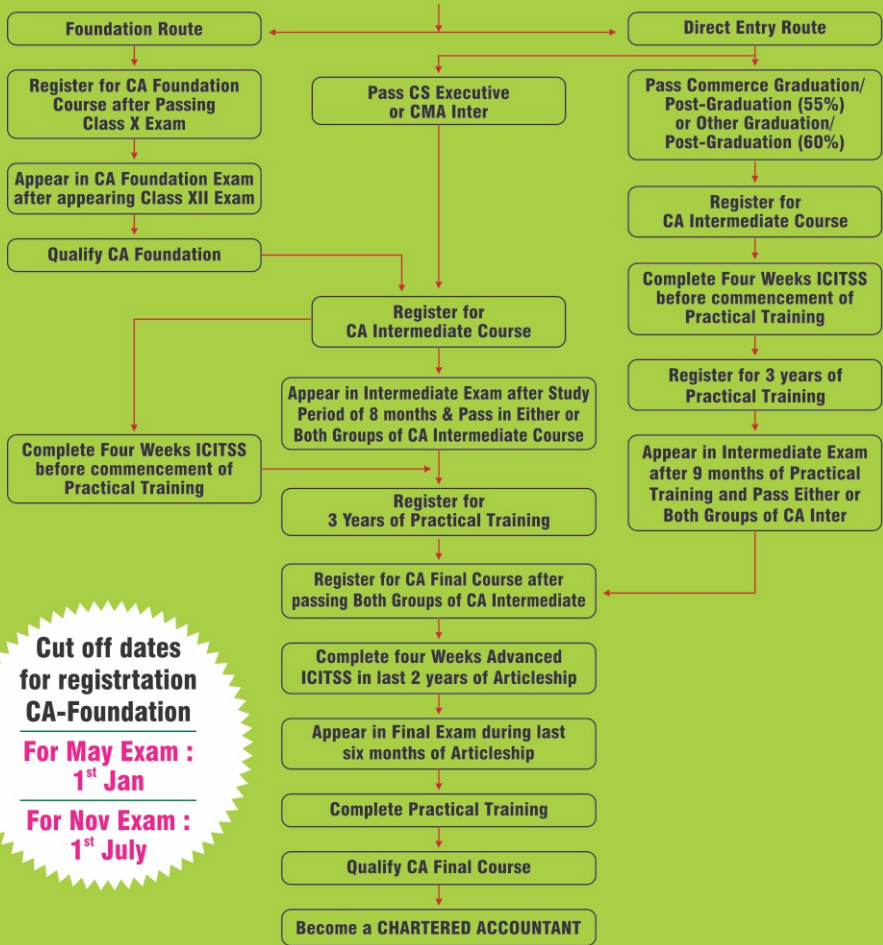 Foundation Route
Direct Entry Route
Register for CA Foundation
Course after Passing
Class X Exam
Pass CS Executive
or CMA Inter
Pass Commerce Graduation/
Post-Graduation (55%)
or Other Graduation/
Post-Graduation (60%)
Appear in CA Foundation Exam
after appearing Class XII Exam
Register for
CA Intermediate Course
Qualify CA Foundation
Complete Four Weeks ICITSS
before commencement of
Practical Training
Register for
CA Intermediate Course
Register for 3 years of
Practical Training
Appear in Intermediate Exam after Study
Period of 8 months & Pass in Either or
Both Groups of CA Intermediate Course
Complete Four Weeks ICITSS
before commencement of
Practical Training
Appear in Intermediate Exam
after 9 months of Practical
Training and Pass Either or
Both Groups of CA Inter
Register for
3 Years of Practical Training
Register for CA Final Course after
passing Both Groups of CA Intermediate
Complete four Weeks Advanced
ICITSS in last 2 years of Articleship
Appear in Final Exam during last
six months of Articleship
Complete Practical Training
Qualify CA Final Course
Become a CHARTERED ACCOUNTANT
Cut off dates
for registrtation
CA-Foundation
For May Exam :
1st Jan
For Nov Exam :
1st July